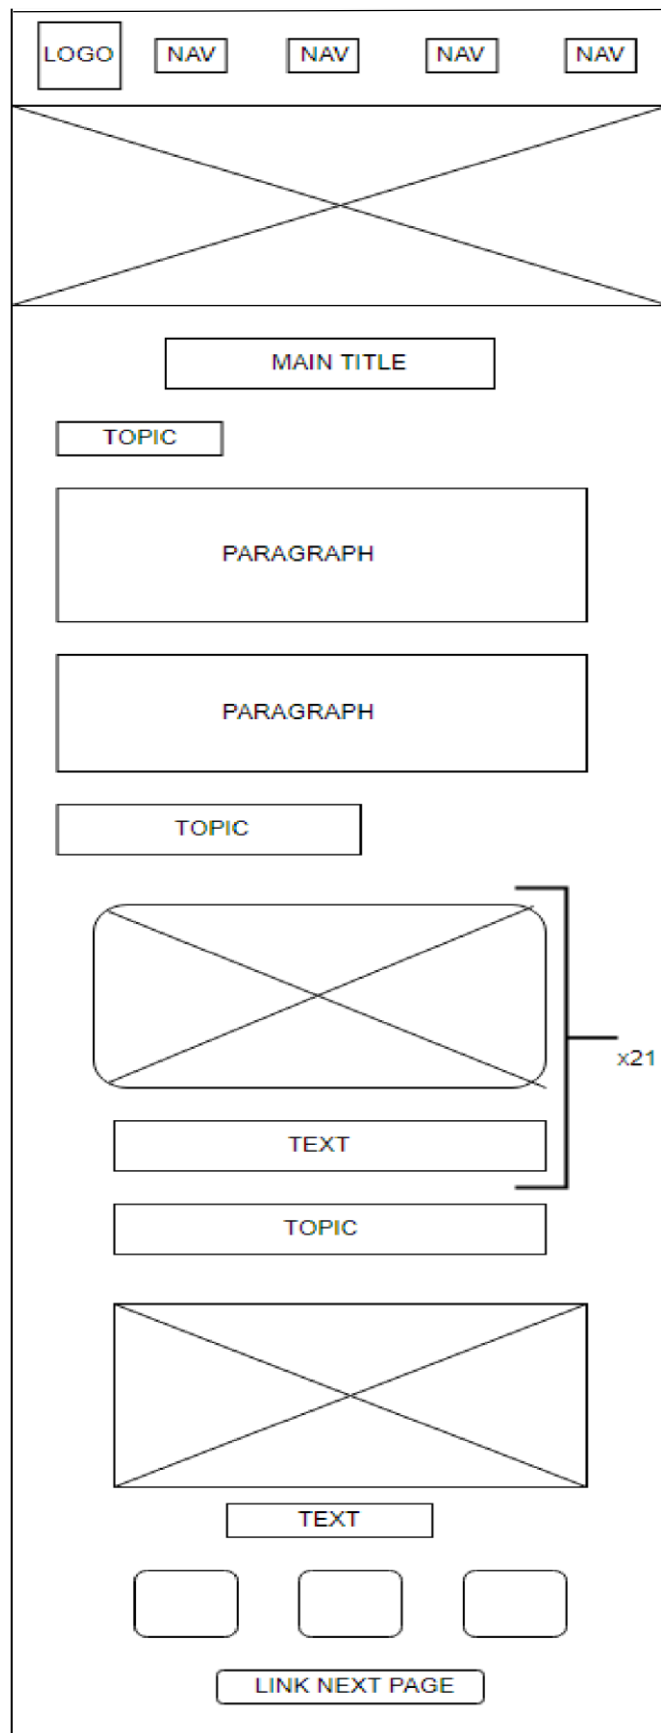 LOGO
NAV
NAV
NAV
NAV
MAIN TITLE
TOPIC
PARAGRAPH
PARAGRAPH
TOPIC
x21
TEXT
TOPIC
TEXT
LINK NEXT PAGE